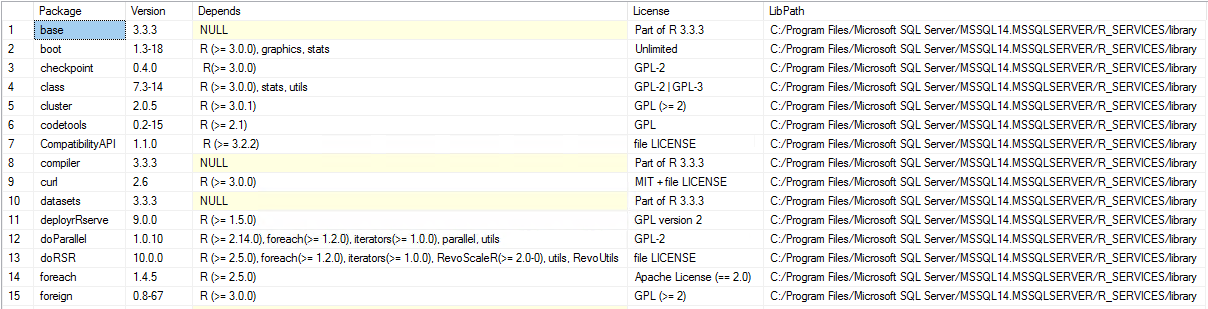 Package Version Depends License LibPath
1 base 3.3.3 NULL Part of R 3.3.3 C:/Program Files/Microsoft SQL Server/MSSQL14.MSSQLSERVER/R_SERVICES/library
2 boot 1.3-18 R (>= 3.0.0), graphics, stats Unlimited C:/Program Files/Microsoft SQL Server/MSSQL14.MSSQLSERVER/R_SERVICES/library
3 checkpoint 0.4.0 R(>= 3.0.0) GPL-2 C:/Program Files/Microsoft SQL Server/MSSQL14.MSSQLSERVER/R_SERVICES/library
4 class 7.3-14 R (>= 3.0.0), stats, utils GPL-2 | GPL-3 C:/Program Files/Microsoft SQL Server/MSSQL14.MSSQLSERVER/R_SERVICES/library
5 cluster 2.0.5 R (>= 3.0.1) GPL (>= 2) C:/Program Files/Microsoft SQL Server/MSSQL14.MSSQLSERVER/R_SERVICES/library
6 codetools 0.2-15 R (>= 2.1) GPL C:/Program Files/Microsoft SQL Server/MSSQL14.MSSQLSERVER/R_SERVICES/library
7 CompatibilityAPI 1.1.0 R (>= 3.2.2) file LICENSE C:/Program Files/Microsoft SQL Server/MSSQL14.MSSQLSERVER/R_SERVICES/library
8 compiler 3.3.3 NULL Part of R 3.3.3 C:/Program Files/Microsoft SQL Server/MSSQL14.MSSQLSERVER/R_SERVICES/library
9 curl 2.6 R (>= 3.0.0) MIT + file LICENSE C:/Program Files/Microsoft SQL Server/MSSQL14.MSSQLSERVER/R_SERVICES/library
10 datasets 3.3.3 NULL Part of R 3.3.3 C:/Program Files/Microsoft SQL Server/MSSQL14.MSSQLSERVER/R_SERVICES/library
11 deployrRserve 9.0.0 R (>= 1.5.0) GPL version 2 C:/Program Files/Microsoft SQL Server/MSSQL14.MSSQLSERVER/R_SERVICES/library
12 doParallel 1.0.10 R (>= 2.14.0), foreach(>= 1.2.0), iterators(>= 1.0.0), parallel, utils GPL-2 C:/Program Files/Microsoft SQL Server/MSSQL14.MSSQLSERVER/R_SERVICES/library
13 doRSR 10.0.0 R (>= 2.5.0), foreach(>= 1.2.0), iterators(>= 1.0.0), RevoScaleR(>= 2.0-0), utils, RevoUtils file LICENSE C:/Program Files/Microsoft SQL Server/MSSQL14.MSSQLSERVER/R_SERVICES/library
14 foreach 1.4.5 R (>= 2.5.0) Apache License (== 2.0) C:/Program Files/Microsoft SQL Server/MSSQL14.MSSQLSERVER/R_SERVICES/library
15 foreign 0.8-67 R (>= 3.0.0) GPL (>= 2) C:/Program Files/Microsoft SQL Server/MSSQL14.MSSQLSERVER/R_SERVICES/library